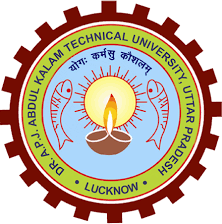 DR. A.P.J. ABDUL KALAM TECHNICAL UNIVERSITY, UTTAR PRADESH
योगः कर्मसु कौशलम्
• LUCKNOW •